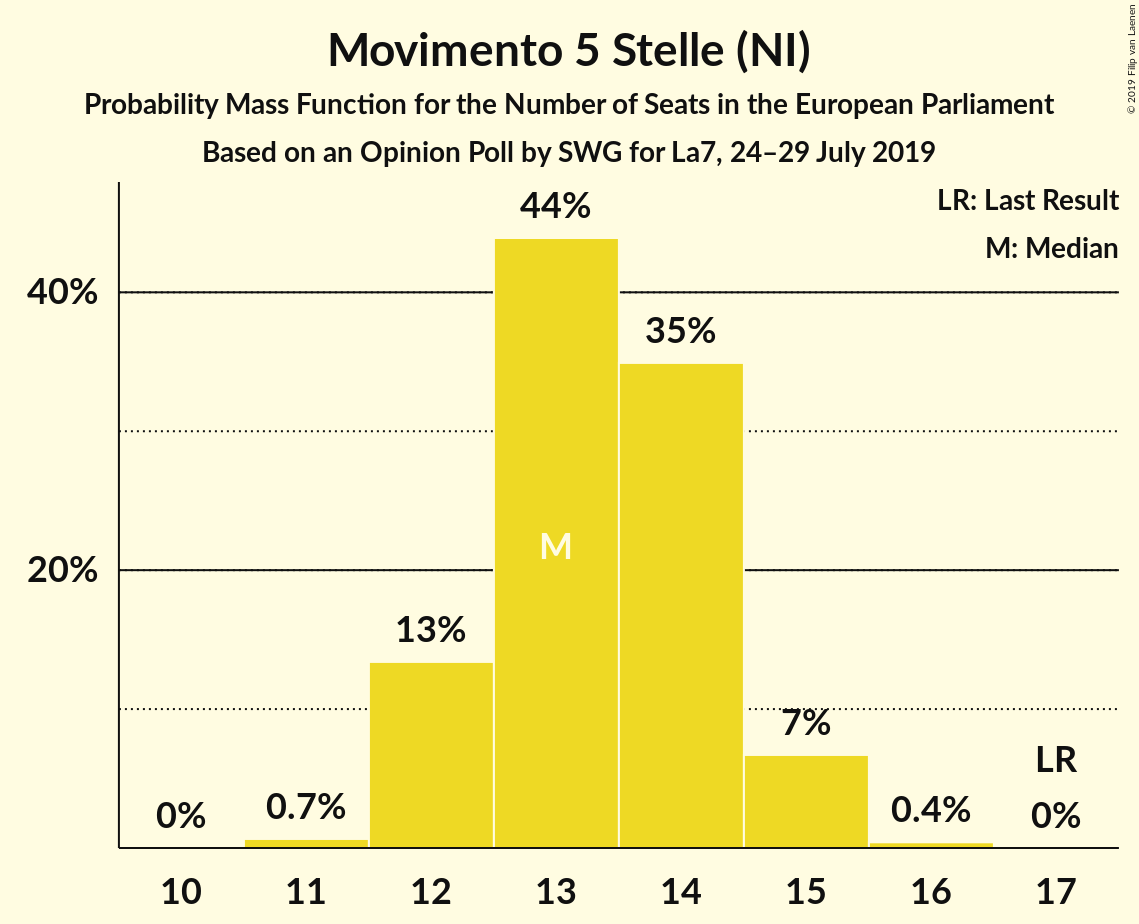 Movimento 5 Stelle (NI)
Probability Mass Function for the Number of Seats in the European Parliament
Based on an Opinion Poll by SWG for La7, 24–29 July 2019
© 2019 Filip van Laenen
LR: Last Result
M: Median
44%
40%
35%
M
20%
13%
7%
LR
0%
0.7%
0.4%
0%
10 11 12 13 14 15 16 17